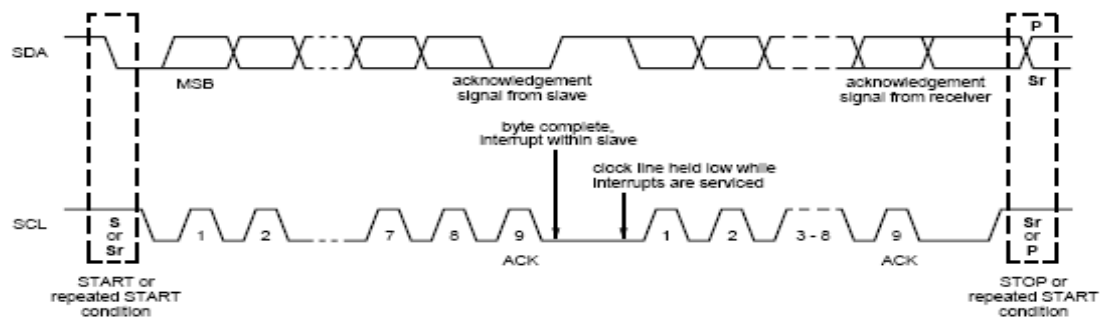 P
SDA
MSB
acknowledgement
signal from slave
acknowledgement
signal from receiver
Sr
byte complete,
interrupt within slave
clock line held low while
interrupts are serviced
SCL
S
or
Sr
1
2
7
8
9
1
2
3 - 8
9
Sr
or
P
ACK
ACK
START or
repeated START
condition
STOP or
repeated START
condition